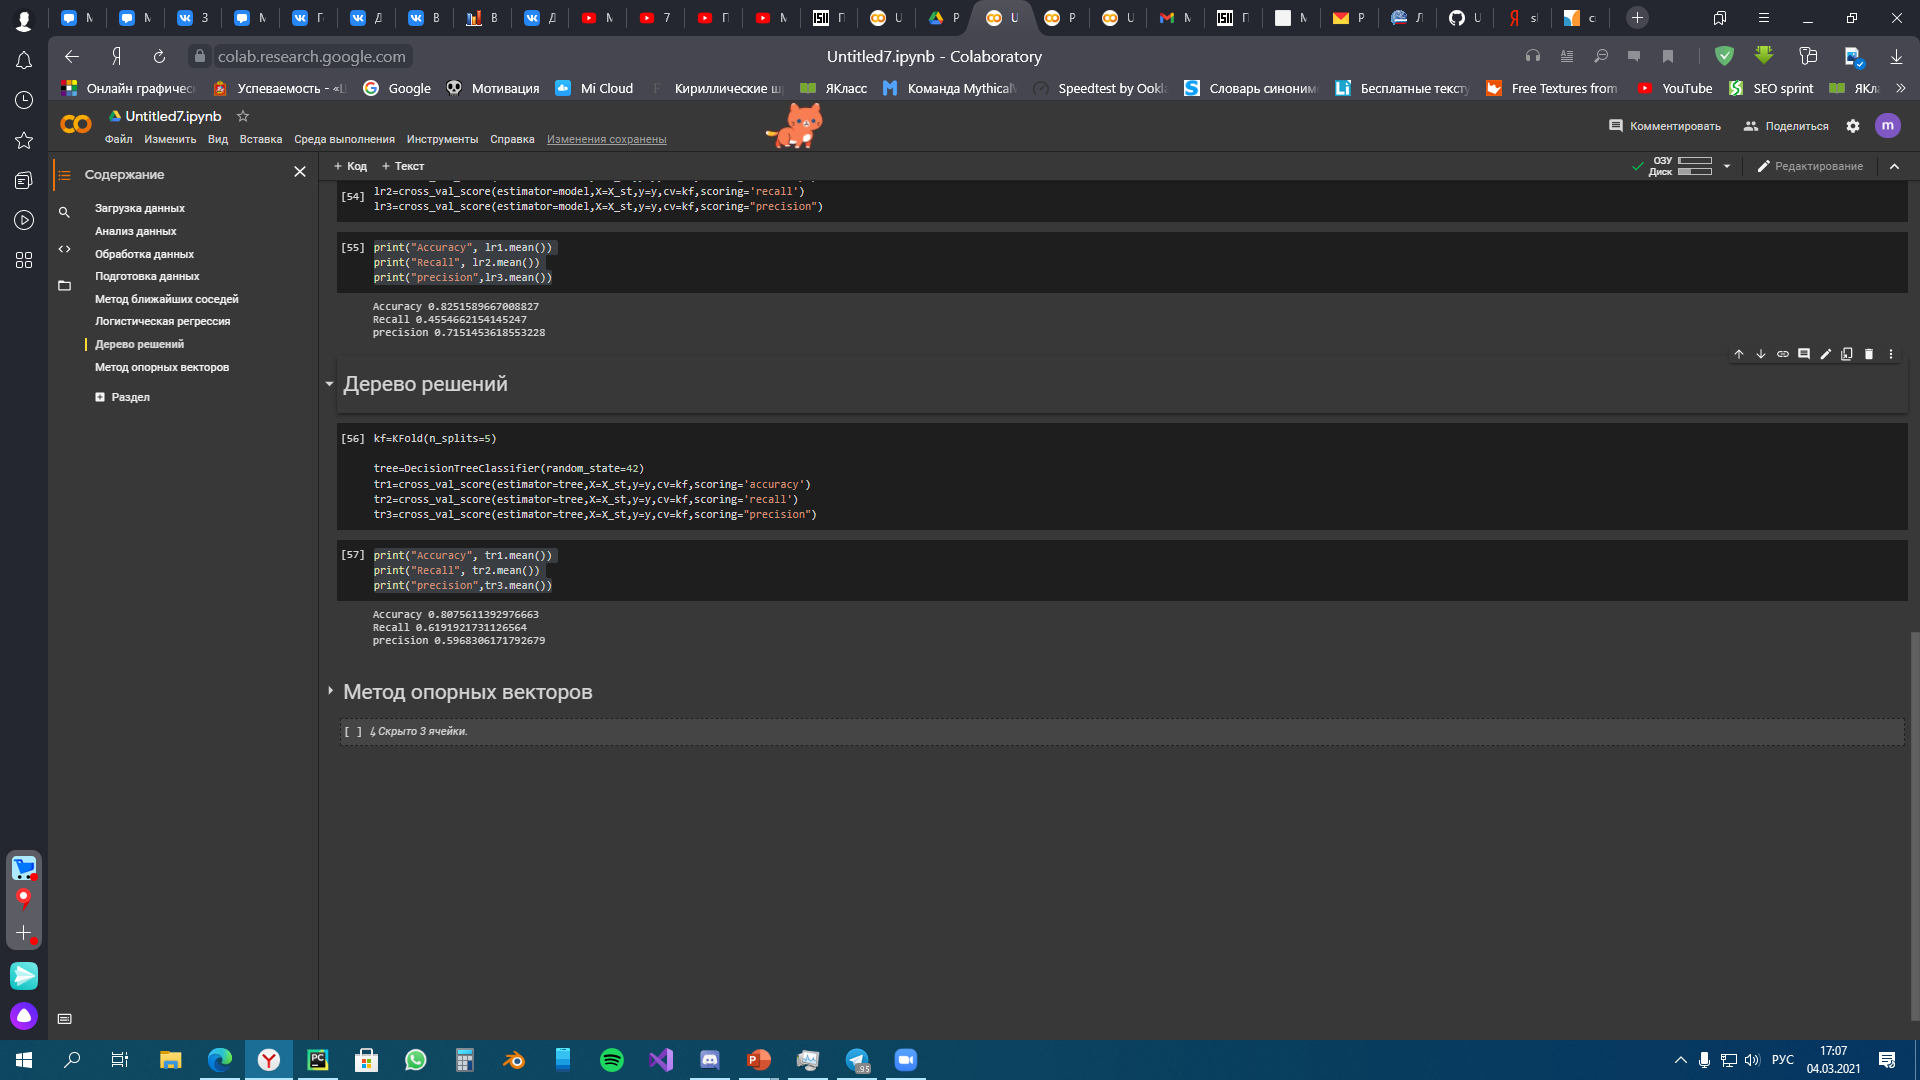 colab.research.google.com
Untitled7.ipynb - Colaboratory
Онлайн графичес
Успеваемость - «Ц
Google
Мотивация
Mi Cloud
Кириллические ш
ЯКласс
Команда Mythical
Speedtest by Ookl
Словарь синоним
Бесплатные тексту
Free Textures from
YouTube
SEO sprint
ЯКл
Untitled7.ipynb
Файл Изменить Вид Вставка Среда выполнения Инструменты Справка Изменения сохранены
Комментировать
Поделиться
m
Содержание
Загрузка данных
Анализ данных
Обработка данных
Подготовка данных
Метод ближайших соседей
Логистическая регрессия
Дерево решений
Метод опорных векторов
Раздел
+ Код + Текст
ОЗУ
Диск
Редактирование
[54]
lr2=cross_val_score(estimator=model,X=X_st,y=y,cv=kf,scoring='recall')
lr3=cross_val_score(estimator=model,X=X_st,y=y,cv=kf,scoring="precision")
[55] print("Accuracy", lr1.mean())
print("Recall", lr2.mean())
print("precision",lr3.mean())
Accuracy 0.8251589667008827
Recall 0.4554662154145247
precision 0.7151453618553228
Дерево решений
[56] kf=KFold(n_splits=5)
tree=DecisionTreeClassifier(random_state=42)
tr1=cross_val_score(estimator=tree,X=X_st,y=y,cv=kf,scoring='accuracy')
tr2=cross_val_score(estimator=tree,X=X_st,y=y,cv=kf,scoring='recall')
tr3=cross_val_score(estimator=tree,X=X_st,y=y,cv=kf,scoring="precision")
[57] print("Accuracy", tr1.mean())
print("Recall", tr2.mean())
print("precision",tr3.mean())
Accuracy 0.8075611392976663
Recall 0.6191921731126564
precision 0.5968306171792679
Метод опорных векторов
[ ] Скрыто 3 ячейки.
РУС
17:07
04.03.2021